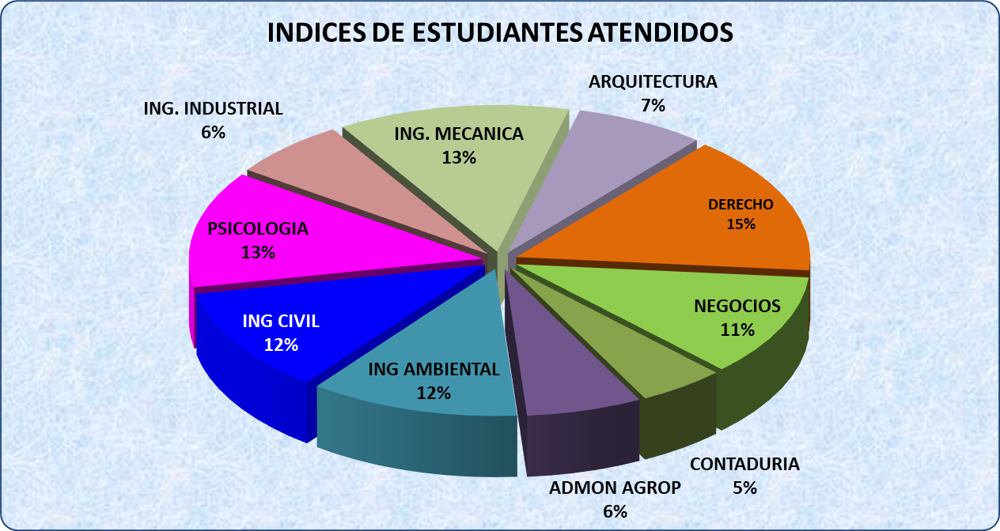 INDICES DE ESTUDIANTES ATENDIDOS
ARQUITECTURA
7%
ING. INDUSTRIAL
6%
ING. MECANICA
13%
DERECHO
15%
PSICOLOGIA
13%
NEGOCIOS
11%
ING CIVIL
12%
ING AMBIENTAL
12%
CONTADURIA
5%
ADMON AGROP
6%